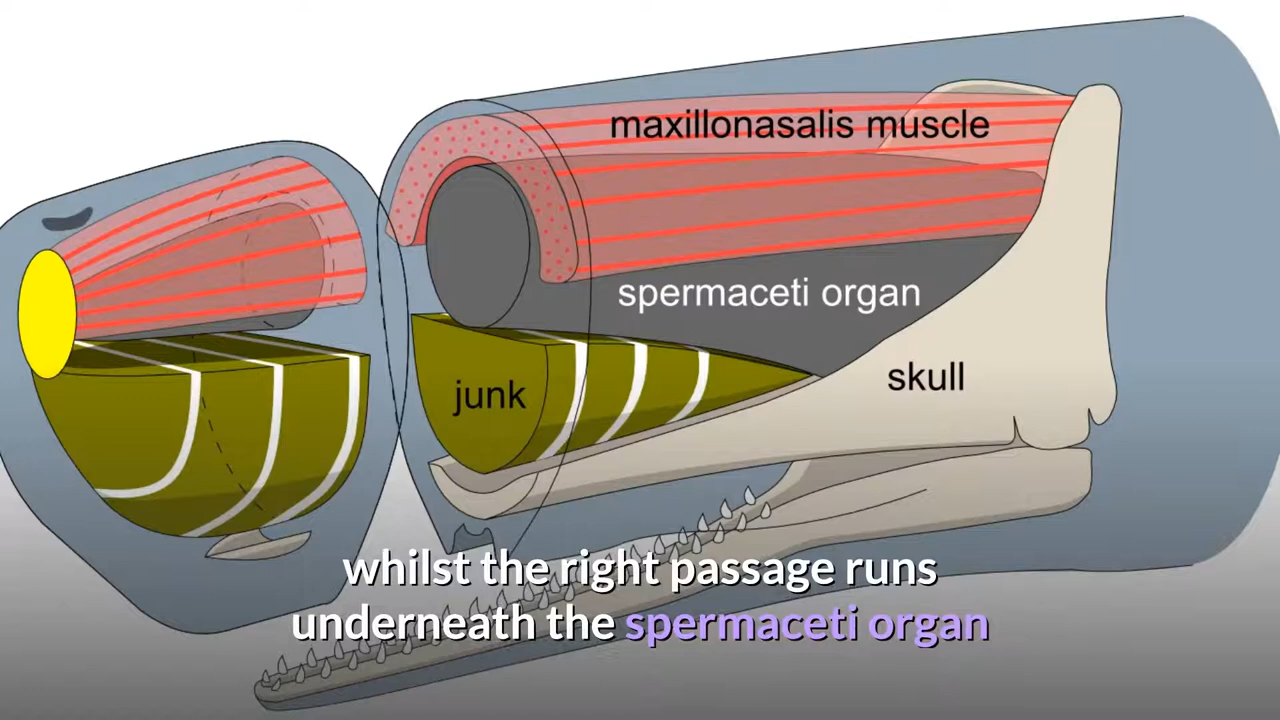 maxillonasalis muscle
spermaceti organ
skull
junk
whilst the right passage runs
underneath the spermaceti organ